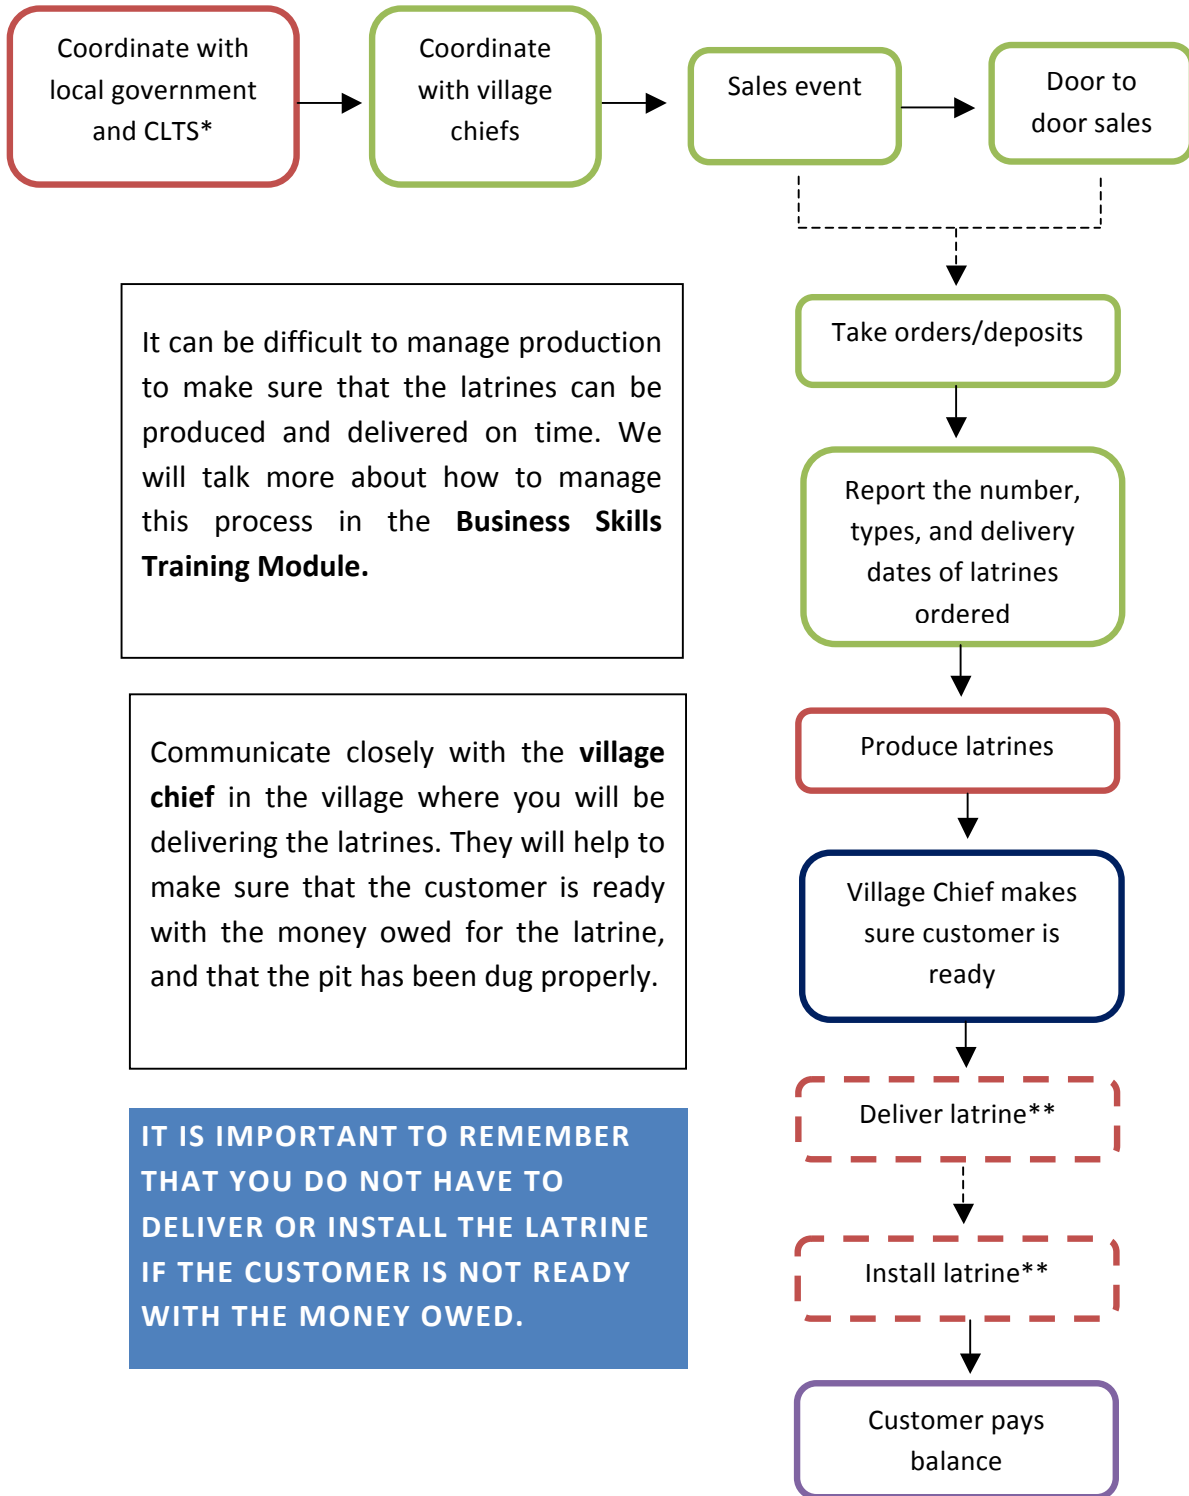 Coordinate with
local government
and CLTS*
Coordinate
with village
chiefs
Sales event
Door to
door sales
Take orders/deposits
It can be difficult to manage production
to make sure that the latrines can be
produced and delivered on time. We
will talk more about how to manage
this process in the Business Skills
Training Module.
Report the number,
types, and delivery
dates of latrines
ordered
Produce latrines
Communicate closely with the village
chief in the village where you will be
delivering the latrines. They will help to
make sure that the customer is ready
with the money owed for the latrine,
and that the pit has been dug properly.
Village Chief makes
sure customer is
ready
Deliver latrine**
IT IS IMPORTANT TO REMEMBER
THAT YOU DO NOT HAVE TO
DELIVER OR INSTALL THE LATRINE
IF THE CUSTOMER IS NOT READY
WITH THE MONEY OWED.
Install latrine**
Customer pays
balance